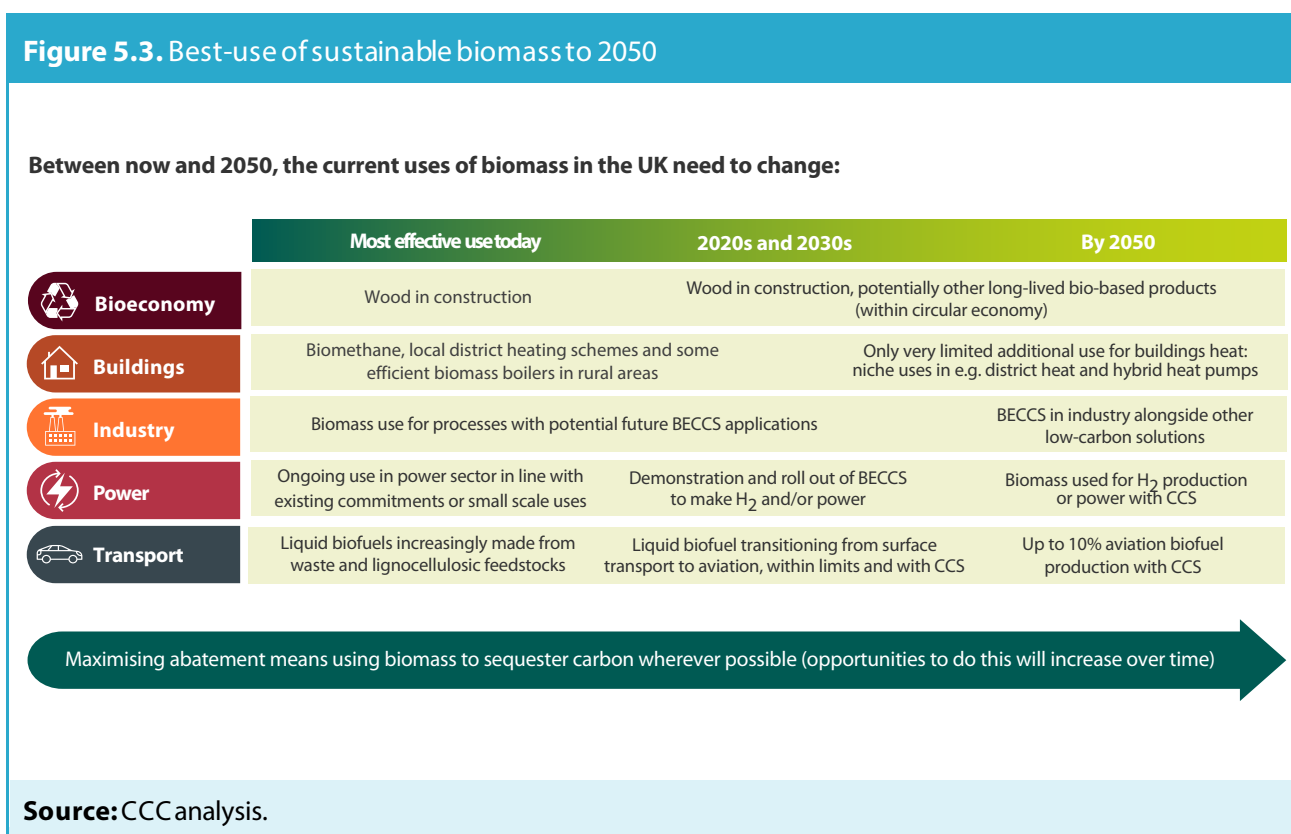 Figure 5.3. Best-use of sustainable biomass to 2050
Between now and 2050, the current uses of biomass in the UK need to change:
Most effective use today
2020s and 2030s
By 2050
Bioeconomy
Wood in construction
Wood in construction, potentially other long-lived bio-based products
(within circular economy)
Buildings
Biomethane, local district heating schemes and some
efficient biomass boilers in rural areas
Only very limited additional use for buildings heat:
niche uses in e.g. district heat and hybrid heat pumps
Industry
Biomass use for processes with potential future BECCS applications
BECCS in industry alongside other
low-carbon solutions
Power
Ongoing use in power sector in line with
existing commitments or small scale uses
Demonstration and roll out of BECCS
to make H2 and/or power
Biomass used for H2 production
or power with CCS
Transport
Liquid biofuels increasingly made from
waste and lignocellulosic feedstocks
Liquid biofuel transitioning from surface
transport to aviation, within limits and with CCS
Up to 10% aviation biofuel
production with CCS
Maximising abatement means using biomass to sequester carbon wherever possible (opportunities to do this will increase over time)
Source: CCC analysis.